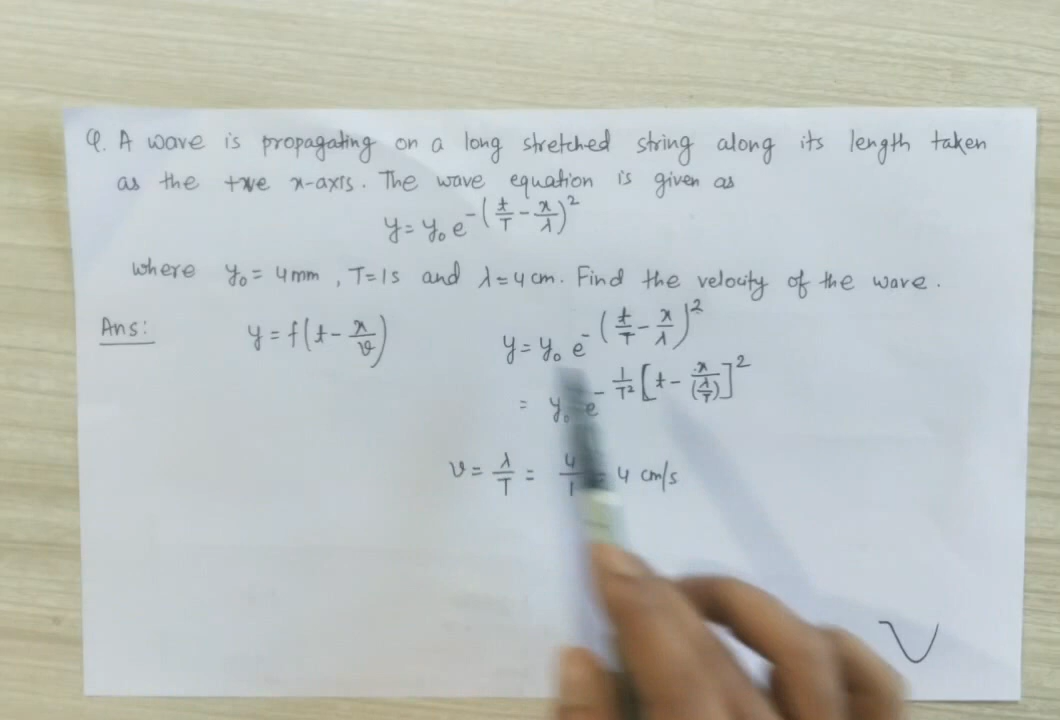 Q. A wave is propagating on a long stretched string along its length taken
as the +ve x-axis. The wave equation is given as
y = y₀ e^-(t/T - x/λ)²
where y₀ = 4mm , T=1s and λ=4cm. Find the velocity of the wave.
Ans: y = f(t - x/v) y = y₀ e^-(t/T - x/λ)²
= y₀ e^-1/T² [t - x/(λ/T)]²
v = λ/T = 4/1 = 4 cm/s